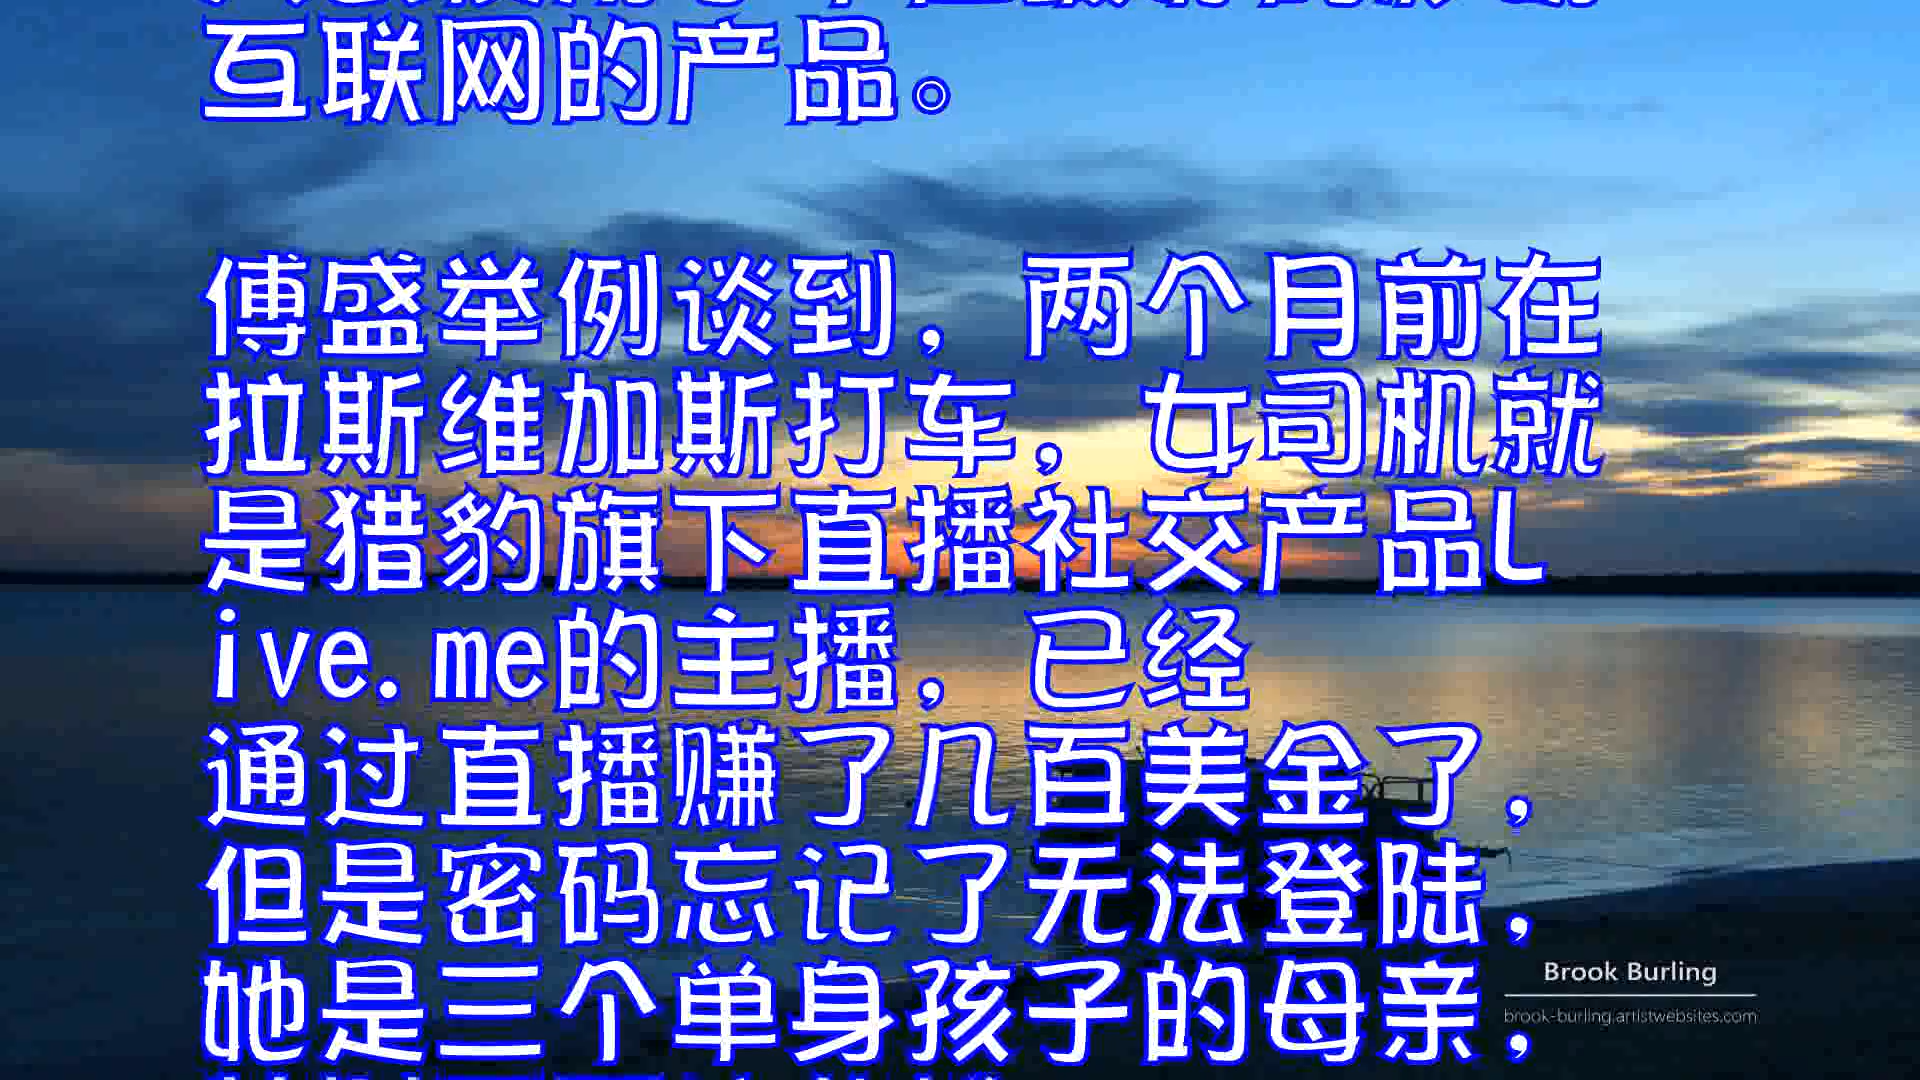 互联网的产品。
傅盛举例谈到，两个月前在
拉斯维加斯打车，女司机就
是猎豹旗下直播社交产品L
ive.me的主播，已经
通过直播赚了几百美金了，
但是密码忘记了无法登陆，
她是三个单身孩子的母亲，
Brook Burling
brook-burling.artistwebsites.com